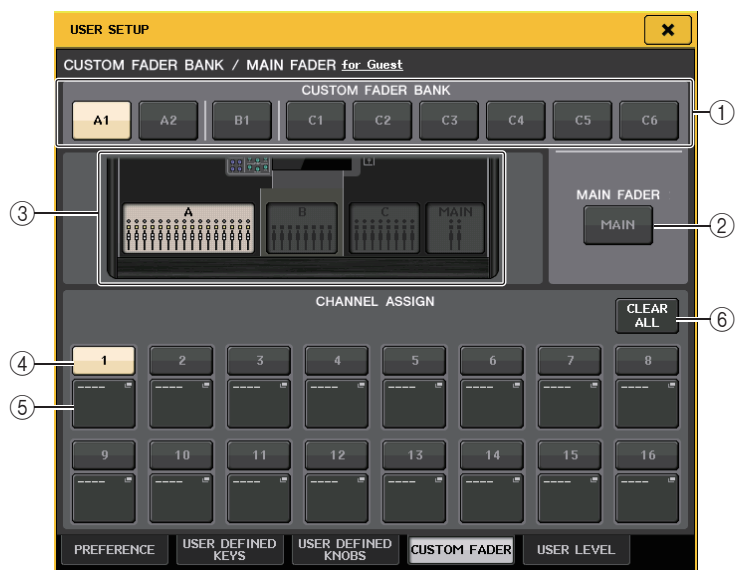 USER SETUP
CUSTOM FADER BANK / MAIN FADER for Guest
CUSTOM FADER BANK
A1 A2 B1 C1 C2 C3 C4 C5 C6
①
③
A B C MAIN
MAIN FADER
MAIN
②
CHANNEL ASSIGN
CLEAR
ALL
⑥
④
1 2 3 4 5 6 7 8
⑤
---- ---- ---- ---- ---- ---- ---- ----
9 10 11 12 13 14 15 16
---- ---- ---- ---- ---- ---- ---- ----
PREFERENCE
USER DEFINED
KEYS
USER DEFINED
KNOBS
CUSTOM FADER
USER LEVEL